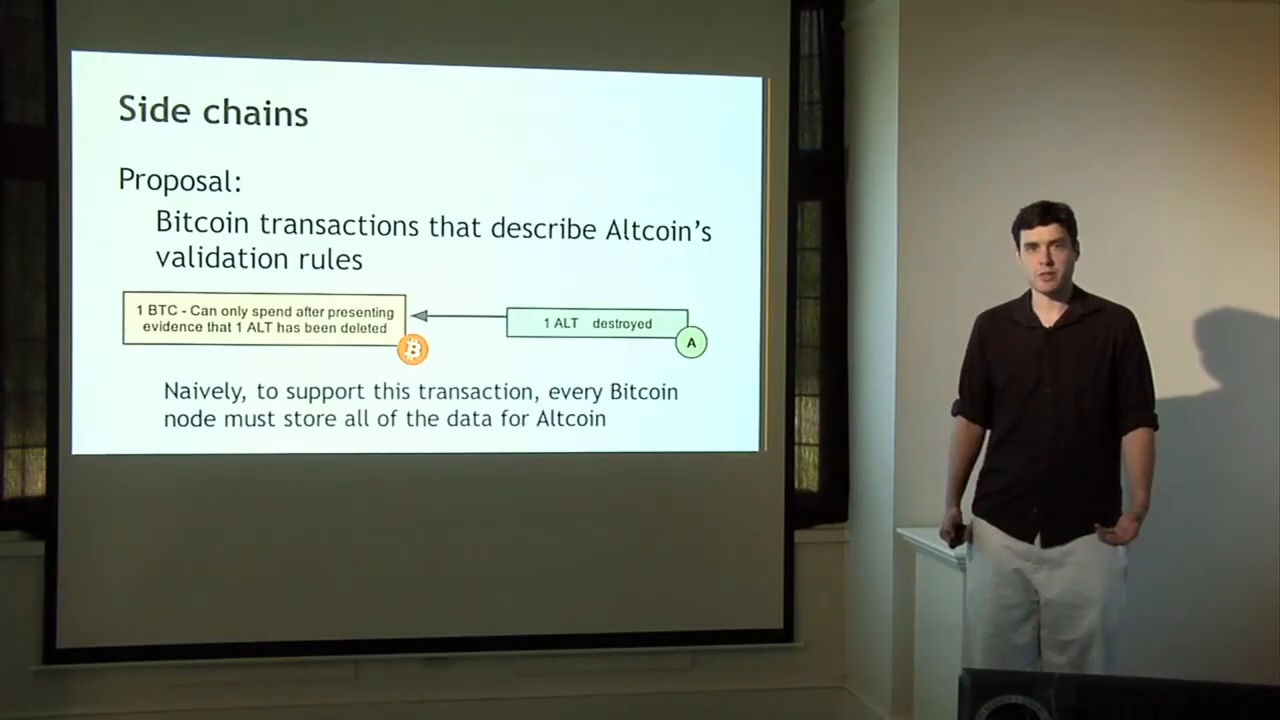 Side chains
Proposal:
Bitcoin transactions that describe Altcoin’s
validation rules
1 BTC - Can only spend after presenting
evidence that 1 ALT has been deleted
1 ALT destroyed
A
Naively, to support this transaction, every Bitcoin
node must store all of the data for Altcoin